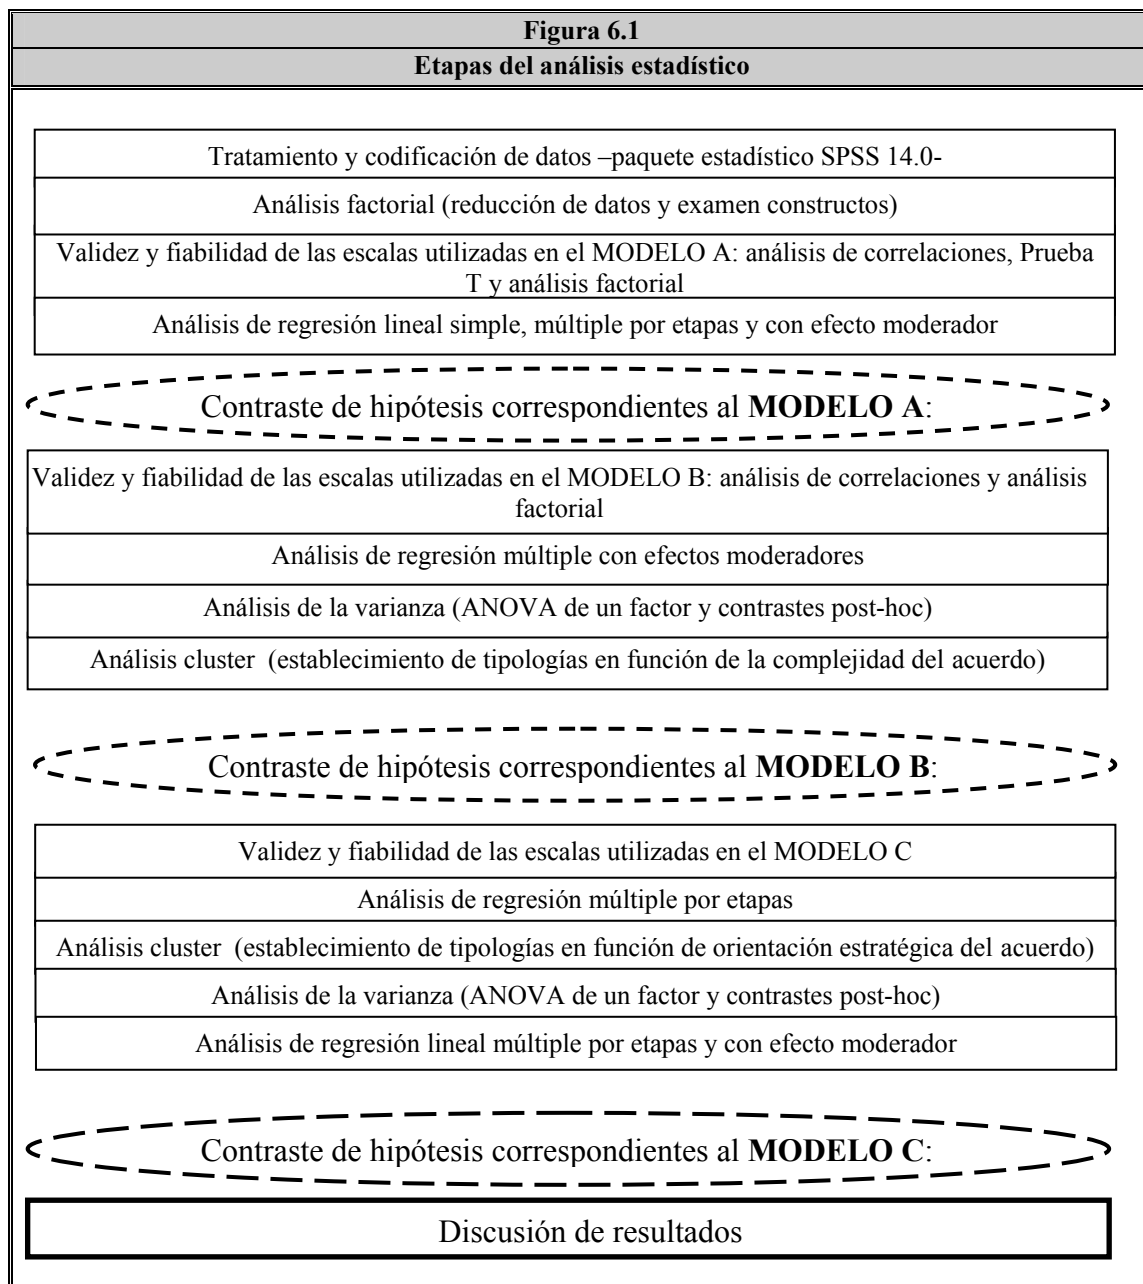 Figura 6.1
Etapas del análisis estadístico
Tratamiento y codificación de datos –paquete estadístico SPSS 14.0-
Análisis factorial (reducción de datos y examen constructos)
Validez y fiabilidad de las escalas utilizadas en el MODELO A: análisis de correlaciones, Prueba
T y análisis factorial
Análisis de regresión lineal simple, múltiple por etapas y con efecto moderador
Contraste de hipótesis correspondientes al MODELO A:
Validez y fiabilidad de las escalas utilizadas en el MODELO B: análisis de correlaciones y análisis
factorial
Análisis de regresión múltiple con efectos moderadores
Análisis de la varianza (ANOVA de un factor y contrastes post-hoc)
Análisis cluster (establecimiento de tipologías en función de la complejidad del acuerdo)
Contraste de hipótesis correspondientes al MODELO B:
Validez y fiabilidad de las escalas utilizadas en el MODELO C
Análisis de regresión múltiple por etapas
Análisis cluster (establecimiento de tipologías en función de orientación estratégica del acuerdo)
Análisis de la varianza (ANOVA de un factor y contrastes post-hoc)
Análisis de regresión lineal múltiple por etapas y con efecto moderador
Contraste de hipótesis correspondientes al MODELO C:
Discusión de resultados